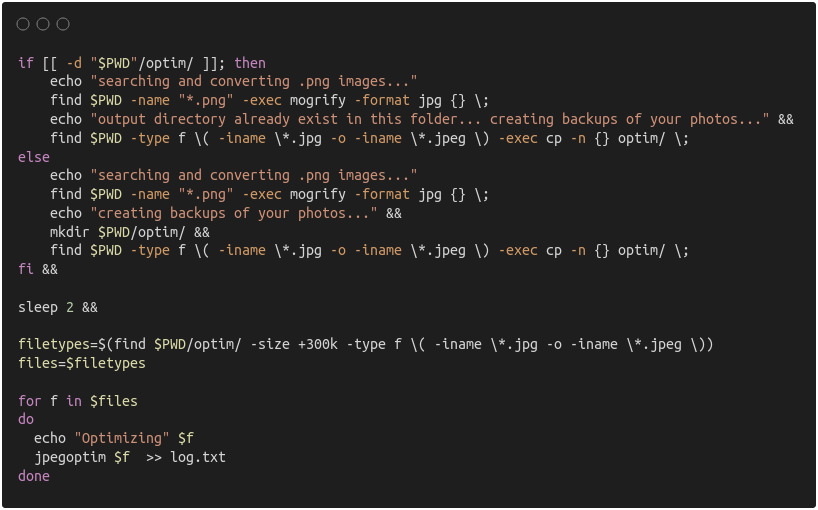 if [[ -d "$PWD"/optim/ ]]; then
    echo "searching and converting .png images..."
    find $PWD -name "*.png" -exec mogrify -format jpg {} \;
    echo "output directory already exist in this folder... creating backups of your photos..." &&
    find $PWD -type f \( -iname \*.jpg -o -iname \*.jpeg \) -exec cp -n {} optim/ \;
else
    echo "searching and converting .png images..."
    find $PWD -name "*.png" -exec mogrify -format jpg {} \;
    echo "creating backups of your photos..." &&
    mkdir $PWD/optim/ &&
    find $PWD -type f \( -iname \*.jpg -o -iname \*.jpeg \) -exec cp -n {} optim/ \;
fi &&

sleep 2 &&

filetypes=$(find $PWD/optim/ -size +300k -type f \( -iname \*.jpg -o -iname \*.jpeg \))
files=$filetypes

for f in $files
do
  echo "Optimizing" $f
  jpegoptim $f  >> log.txt
done